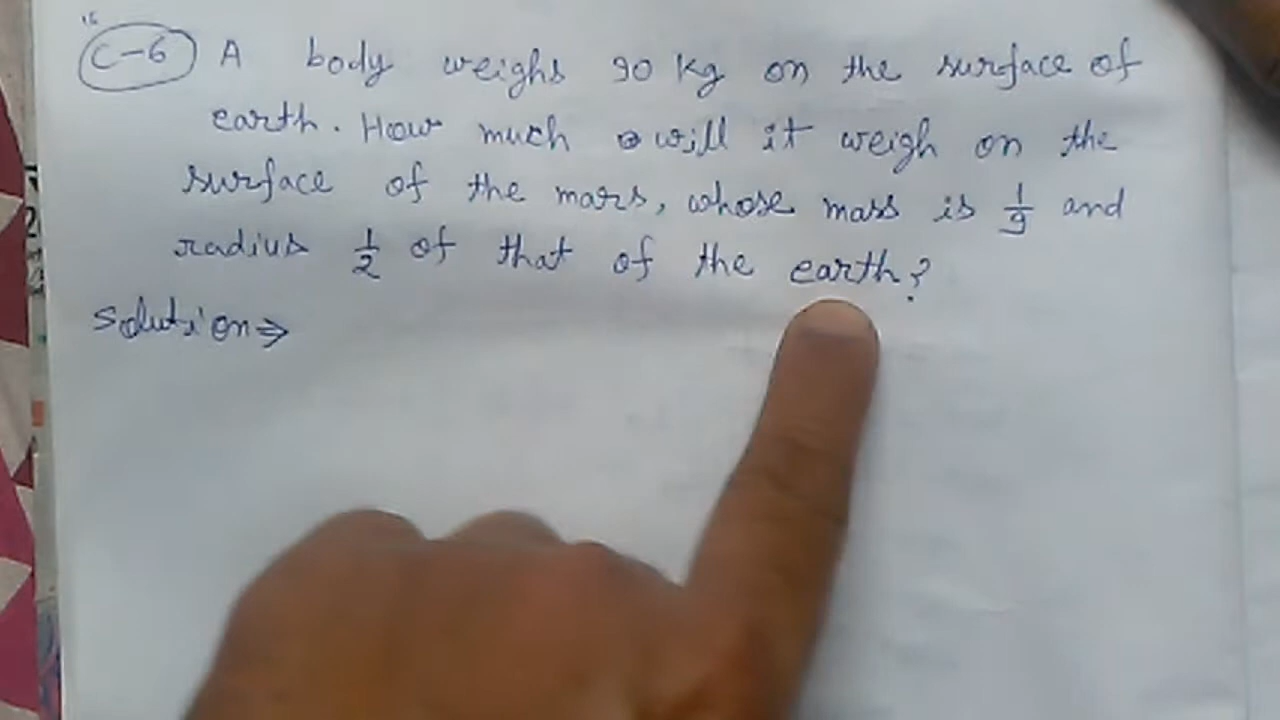 C-6 A body weighs 90 kg on the surface of
earth. How much will it weigh on the
surface of the mars, whose mass is 1/9 and
radius 1/2 of that of the earth?
Solution⇒